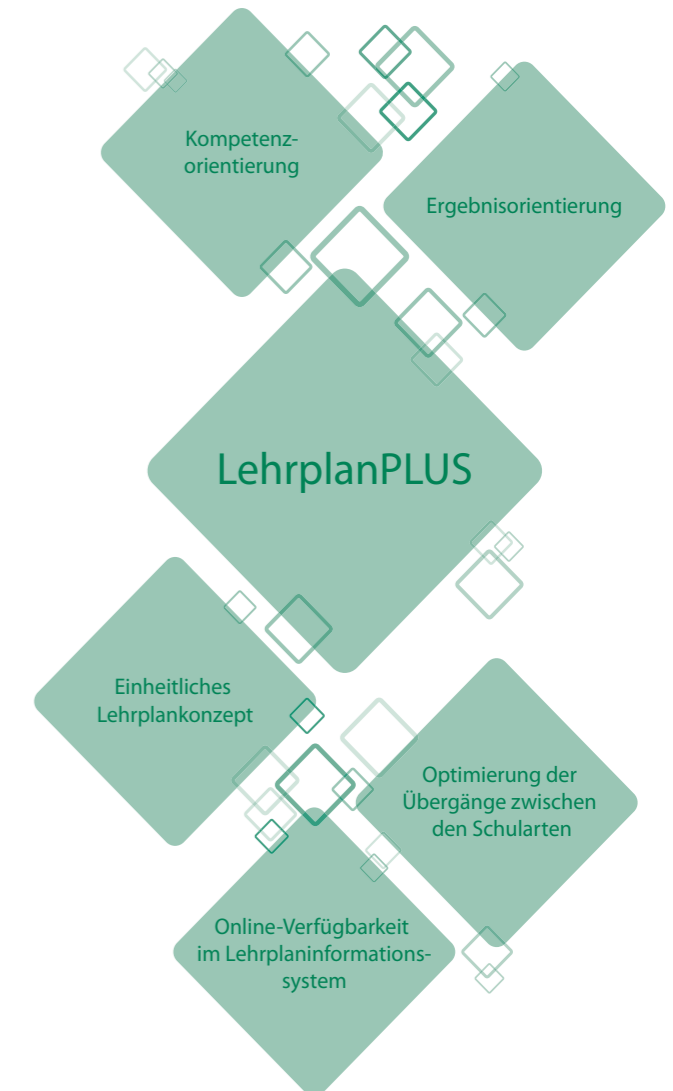 Kompetenz-
orientierung
Ergebnisorientierung
LehrplanPLUS
Einheitliches
Lehrplankonzept
Optimierung der
Übergänge zwischen
den Schularten
Online-Verfügbarkeit
im Lehrplaninformations-
system